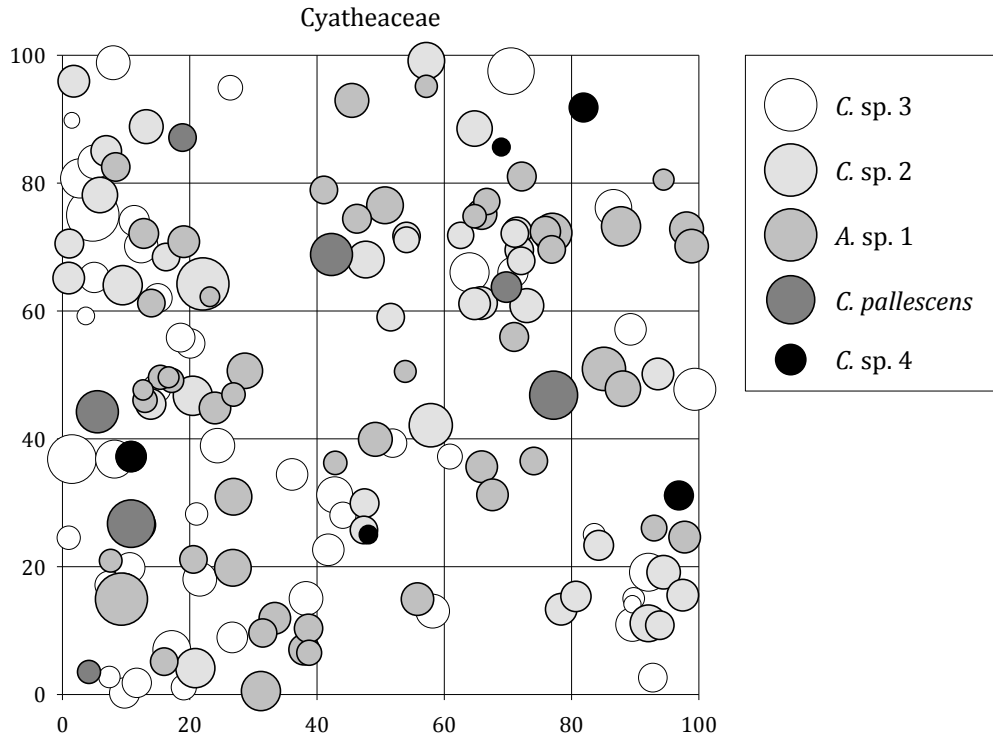 Cyatheaceae
100
80
60
40
20
0
0 20 40 60 80 100
C. sp. 3
C. sp. 2
A. sp. 1
C. pallescens
C. sp. 4